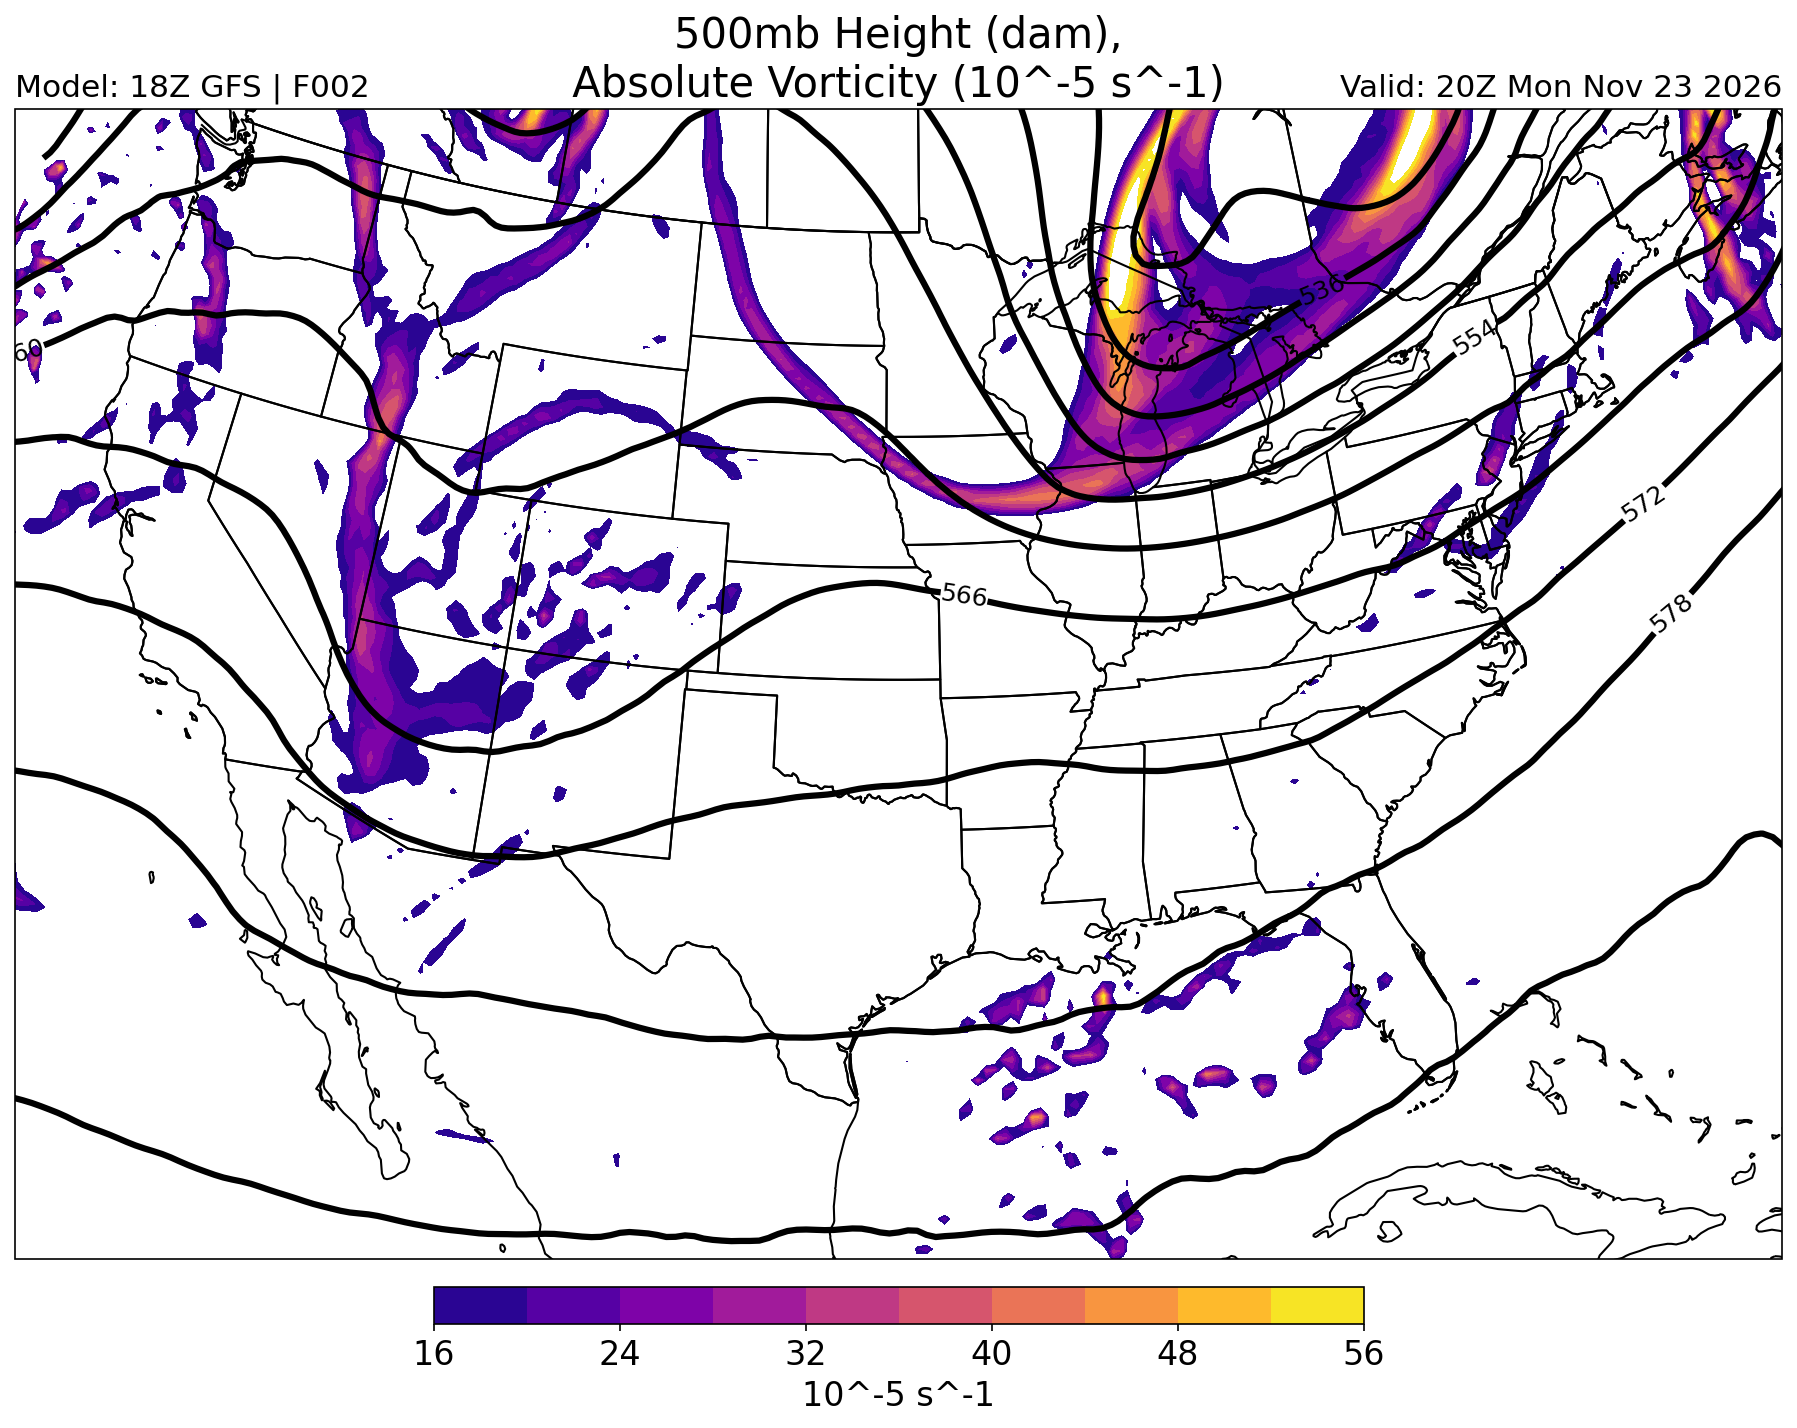 500mb Height (dam),
Model: 18Z GFS | F002
Absolute Vorticity (10^-5 s^-1)
Valid: 20Z Mon Nov 23 2026
536
554
60
572
566
578
16
24
32
40
48
56
10^-5 s^-1